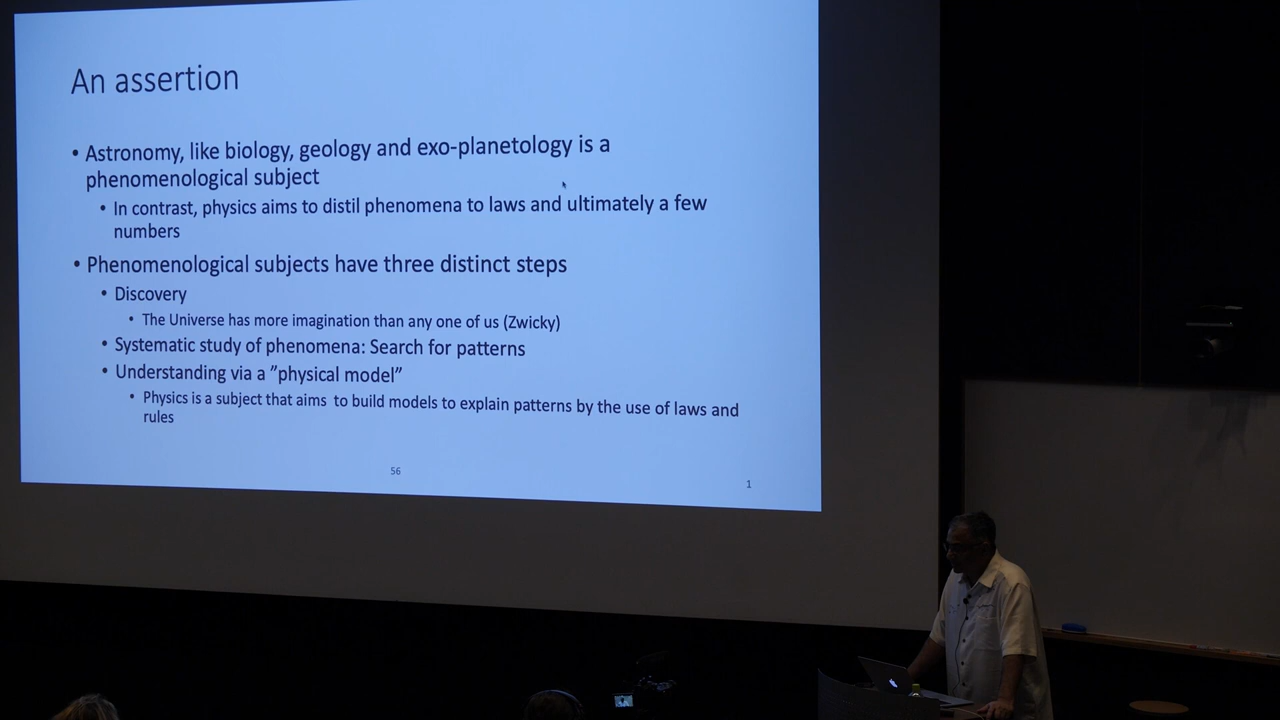 An assertion
• Astronomy, like biology, geology and exo-planetology is a
phenomenological subject
• In contrast, physics aims to distil phenomena to laws and ultimately a few
numbers
• Phenomenological subjects have three distinct steps
• Discovery
• The Universe has more imagination than any one of us (Zwicky)
• Systematic study of phenomena: Search for patterns
• Understanding via a ”physical model”
• Physics is a subject that aims to build models to explain patterns by the use of laws and
rules
56
1